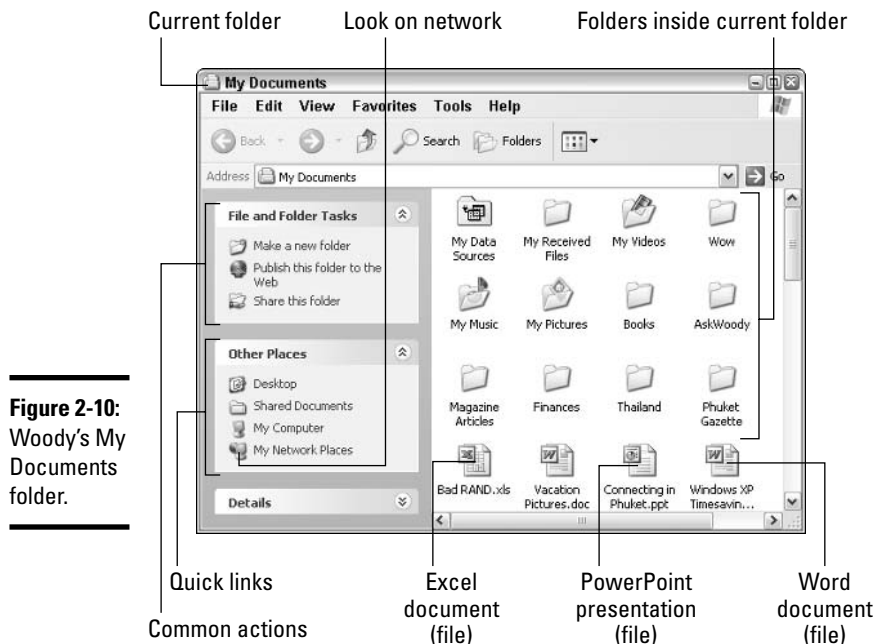 Current folder
Look on network
Folders inside current folder
My Documents
File Edit View Favorites Tools Help
Back Search Folders
Address My Documents Go
File and Folder Tasks
Make a new folder
Publish this folder to the
Web
Share this folder
Other Places
Desktop
Shared Documents
My Computer
My Network Places
Details
My Data
Sources
My Received
Files
My Videos
Wow
My Music
My Pictures
Books
AskWoody
Magazine
Articles
Finances
Thailand
Phuket
Gazette
Bad RAND.xls
Vacation
Pictures.doc
Connecting in
Phuket.ppt
Windows XP
Timesavin...
Figure 2-10:
Woody's My
Documents
folder.
Quick links
Common actions
Excel
document
(file)
PowerPoint
presentation
(file)
Word
document
(file)